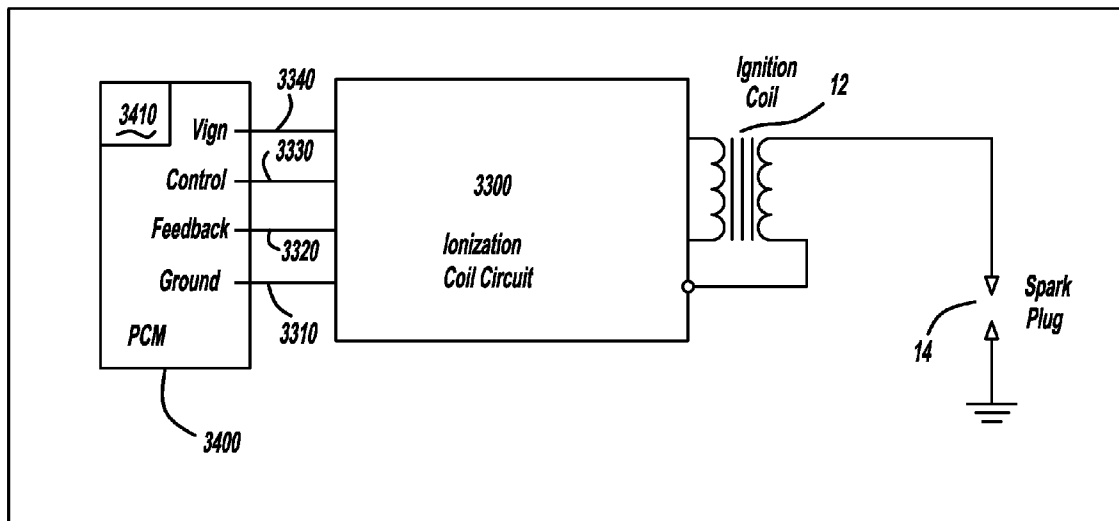 3410
Vign
Control
Feedback
Ground
PCM
3400
3340
3330
3320
3310
3300
Ionization
Coil Circuit
Ignition
Coil
12
Spark
Plug
14